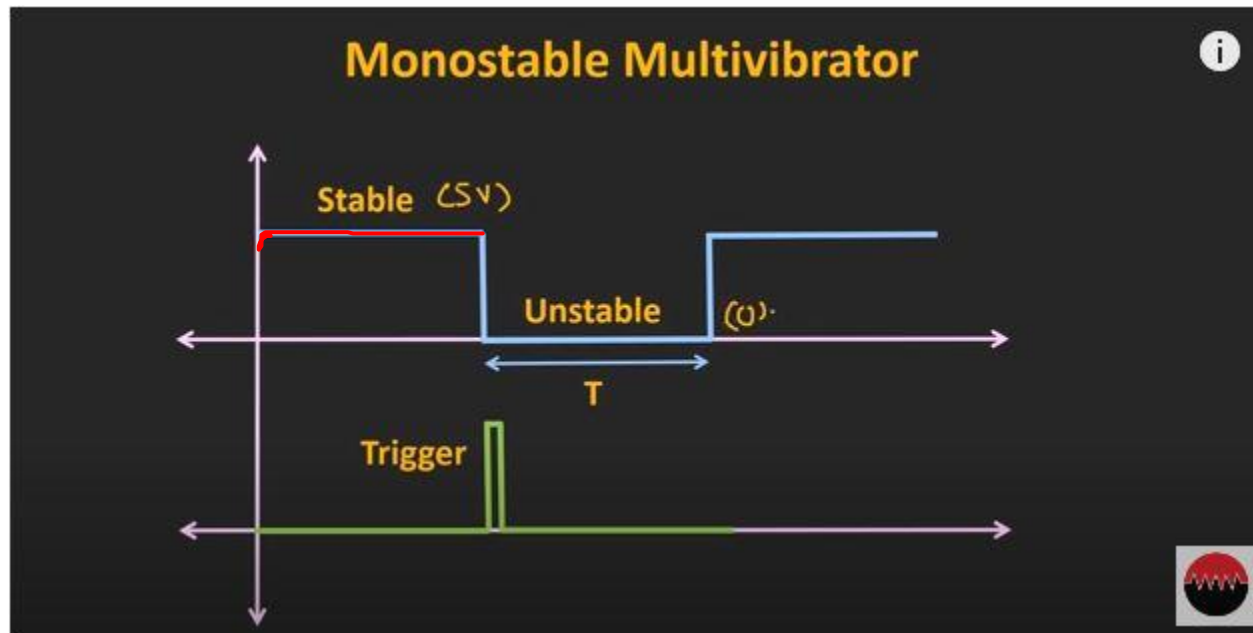 Monostable Multivibrator
i
Stable (5V)
Unstable (0)
T
Trigger